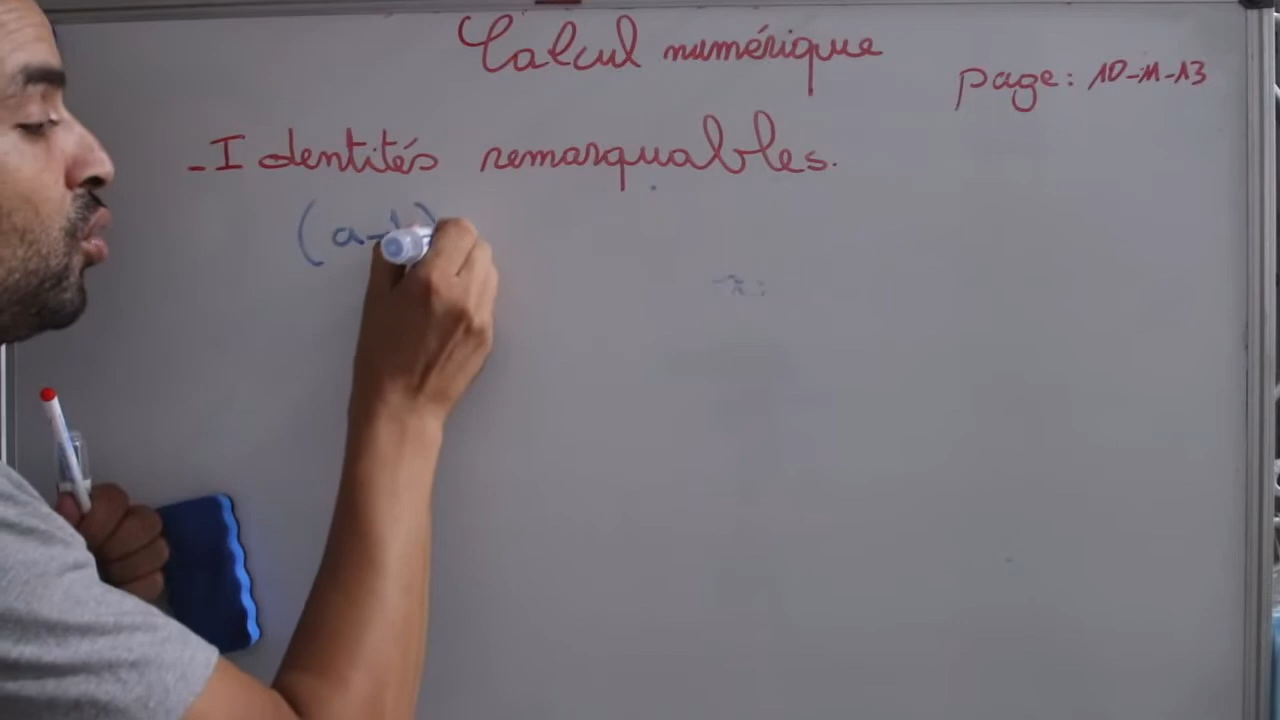 Calcul numérique
page: 10-11-13
- Identités remarquables.
(a-b)